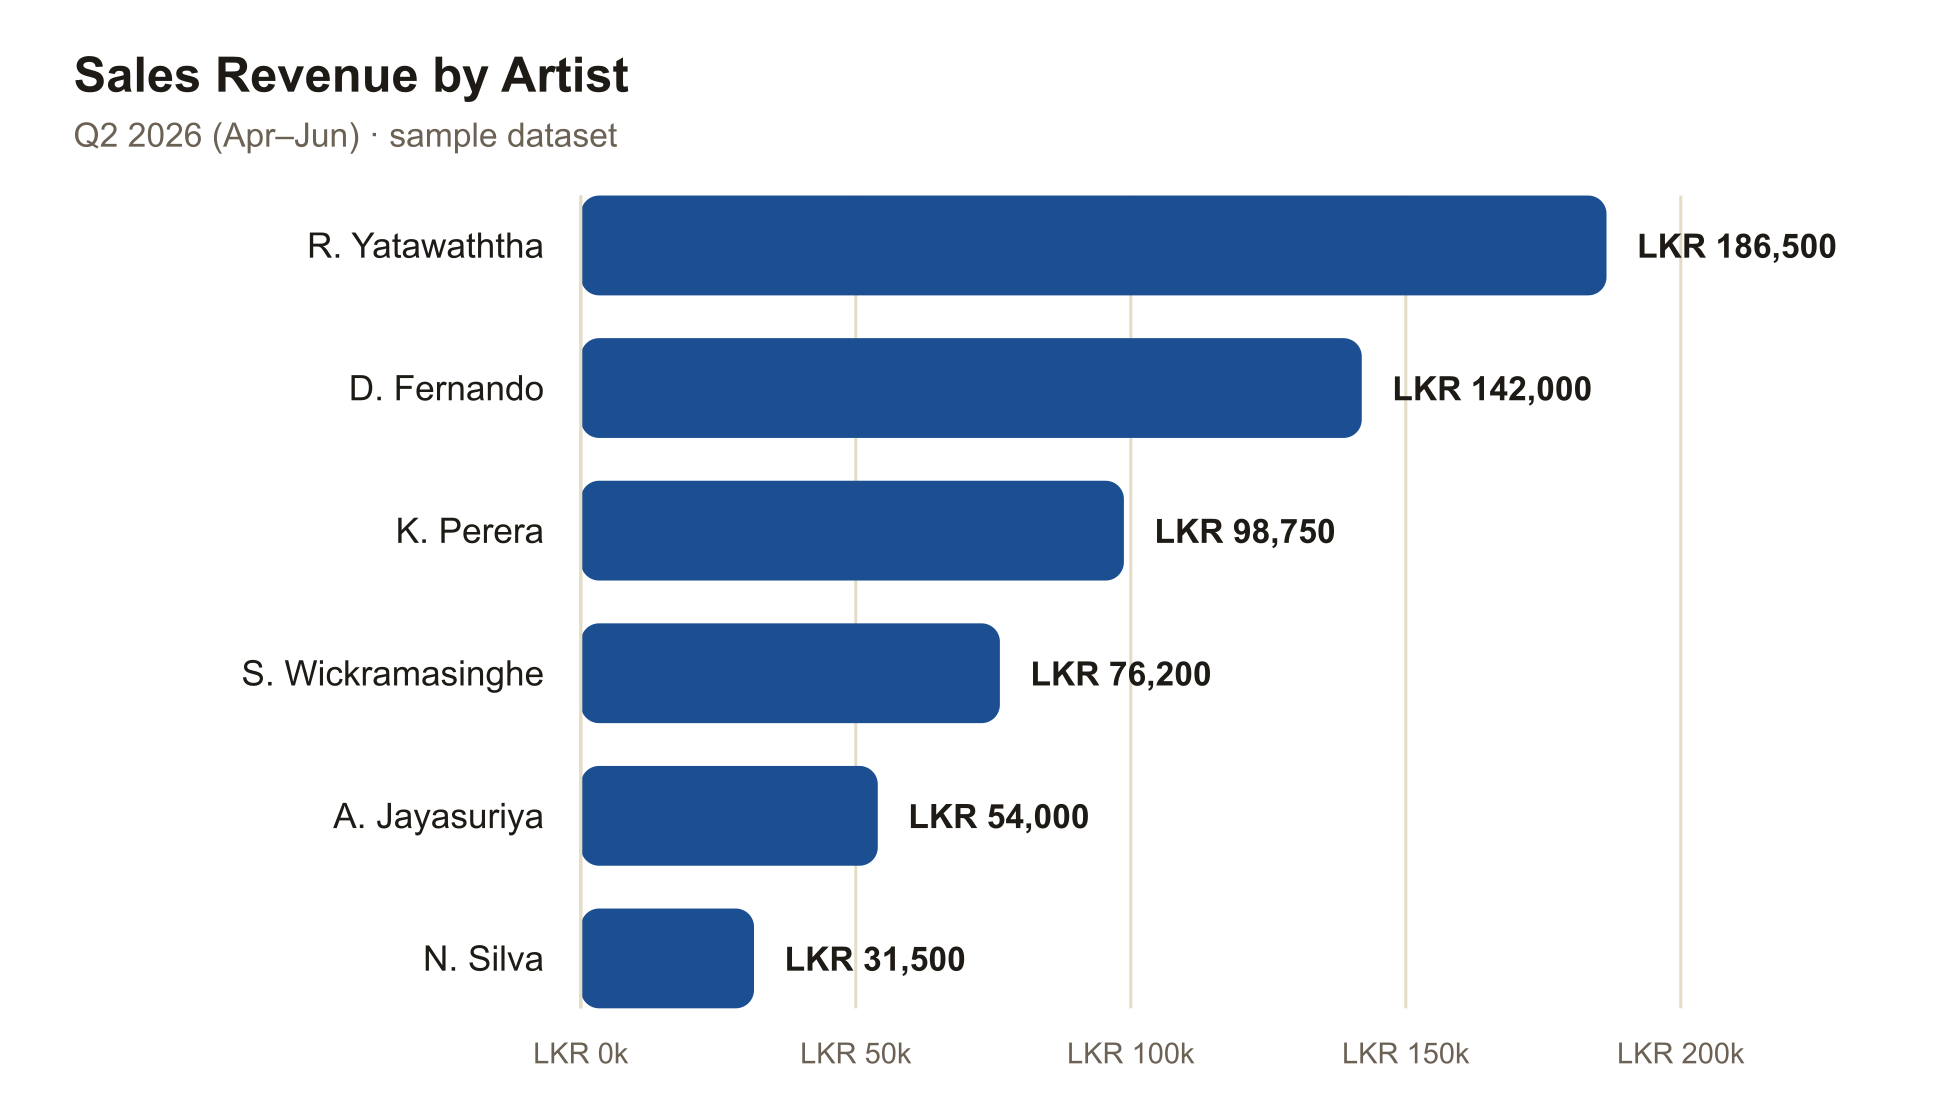 Sales Revenue by Artist
Q2 2026 (Apr–Jun) · sample dataset
R. Yatawaththa LKR 186,500
D. Fernando LKR 142,000
K. Perera LKR 98,750
S. Wickramasinghe LKR 76,200
A. Jayasuriya LKR 54,000
N. Silva LKR 31,500
LKR 0k LKR 50k LKR 100k LKR 150k LKR 200k